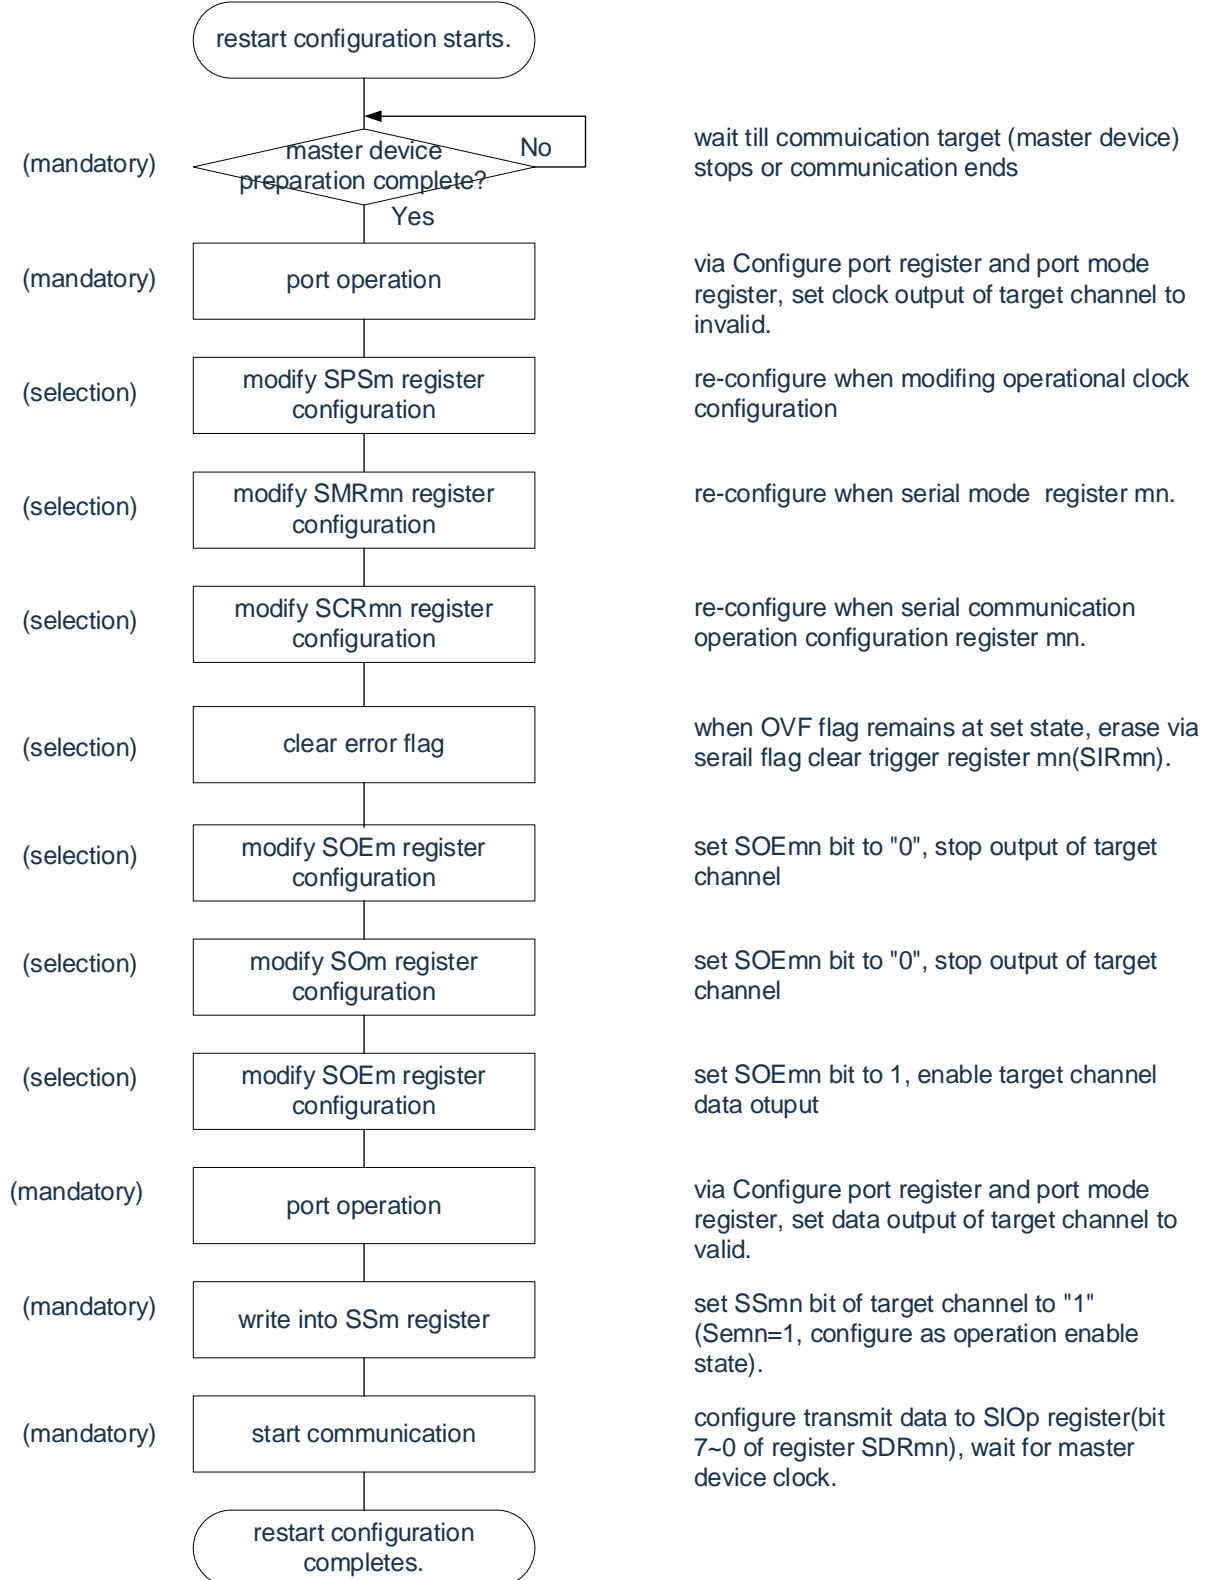 restart configuration starts.
(mandatory)
master device
preparation complete?
No
Yes
wait till commuication target (master device)
stops or communication ends
(mandatory)
port operation
via Configure port register and port mode
register, set clock output of target channel to
invalid.
(selection)
modify SPSm register
configuration
re-configure when modifing operational clock
configuration
(selection)
modify SMRmn register
configuration
re-configure when serial mode  register mn.
(selection)
modify SCRmn register
configuration
re-configure when serial communication
operation configuration register mn.
(selection)
clear error flag
when OVF flag remains at set state, erase via
serail flag clear trigger register mn(SIRmn).
(selection)
modify SOEm register
configuration
set SOEmn bit to "0", stop output of target
channel
(selection)
modify SOm register
configuration
set SOEmn bit to "0", stop output of target
channel
(selection)
modify SOEm register
configuration
set SOEmn bit to 1, enable target channel
data otuput
(mandatory)
port operation
via Configure port register and port mode
register, set data output of target channel to
valid.
(mandatory)
write into SSm register
set SSmn bit of target channel to "1"
(Semn=1, configure as operation enable
state).
(mandatory)
start communication
configure transmit data to SIOp register(bit
7~0 of register SDRmn), wait for master
device clock.
restart configuration
completes.